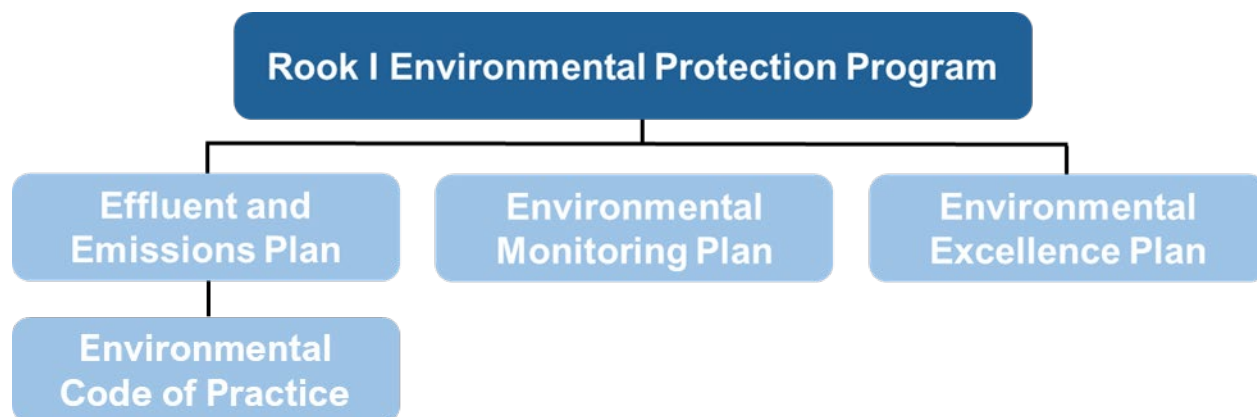 Rook I Environmental Protection Program
Effluent and
Emissions Plan
Environmental
Monitoring Plan
Environmental
Excellence Plan
Environmental
Code of Practice